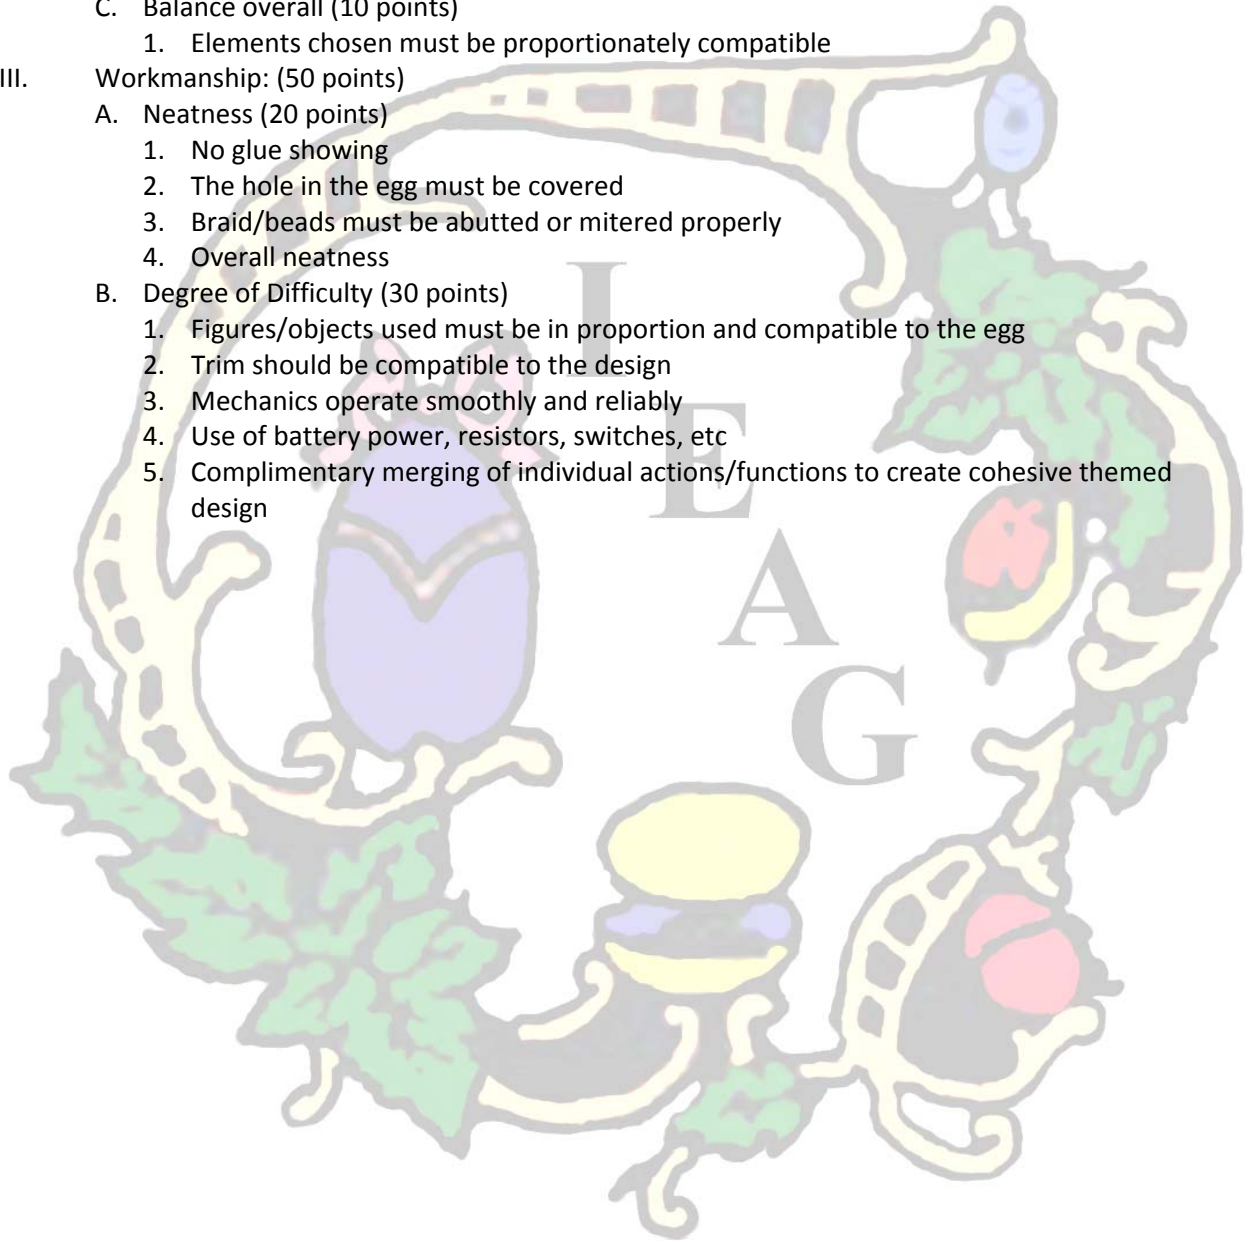 C. Balance overall (10 points)
1. Elements chosen must be proportionately compatible
III. Workmanship: (50 points)
A. Neatness (20 points)
1. No glue showing
2. The hole in the egg must be covered
3. Braid/beads must be abutted or mitered properly
4. Overall neatness
B. Degree of Difficulty (30 points)
1. Figures/objects used must be in proportion and compatible to the egg
2. Trim should be compatible to the design
3. Mechanics operate smoothly and reliably
4. Use of battery power, resistors, switches, etc
5. Complimentary merging of individual actions/functions to create cohesive themed
design
I
E
A
G